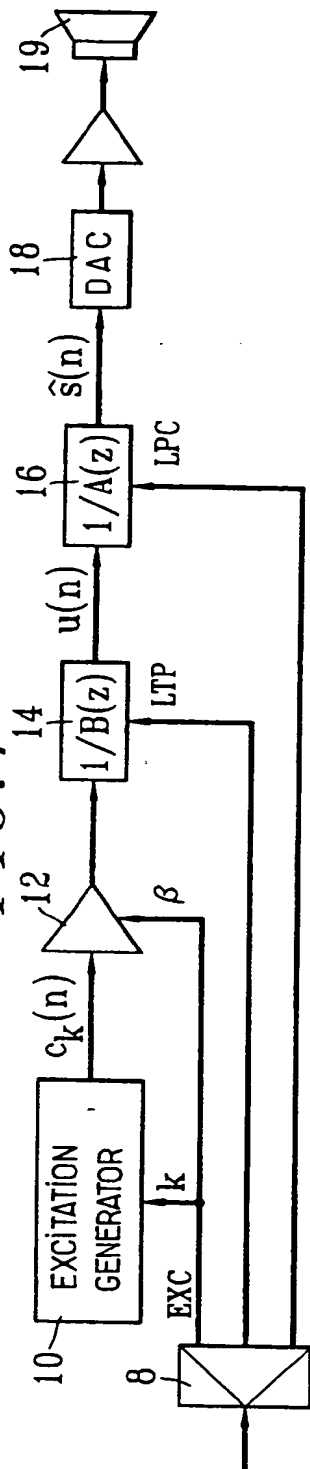 19
18
DAC
ŝ(n)
16
1/A(z)
LPC
u(n)
14
1/B(z)
LTP
12
β
c_k(n)
EXCITATION
GENERATOR
k
10
EXC
8